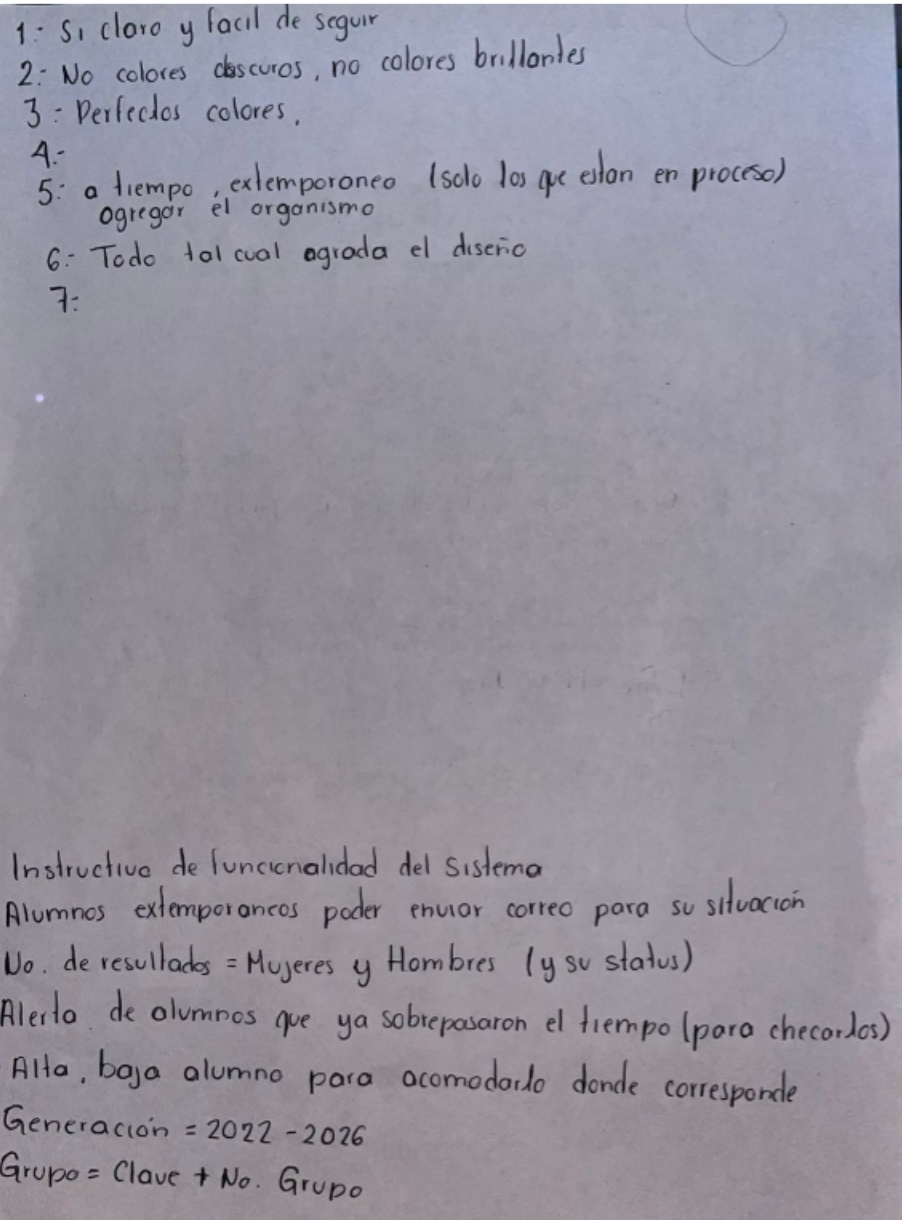 1.- Si claro y facil de seguir
2.- No colores obscuros, no colores brillantes
3.- Perfectos colores.
4.-
5.- a tiempo, extemporaneo (solo los que estan en proceso)
agregar el organismo
6.- Todo tal cual agrada el diseño
7.-
Instructivo de funcionalidad del sistema
Alumnos extemporaneos poder enviar correo para su situación
No. de resultados = Mujeres y Hombres (y su status)
Alerta de alumnos que ya sobrepasaron el tiempo (para checarlos)
Alta, baja alumno para acomodarlo donde corresponde
Generación = 2022 - 2026
Grupo = Clave + No. Grupo